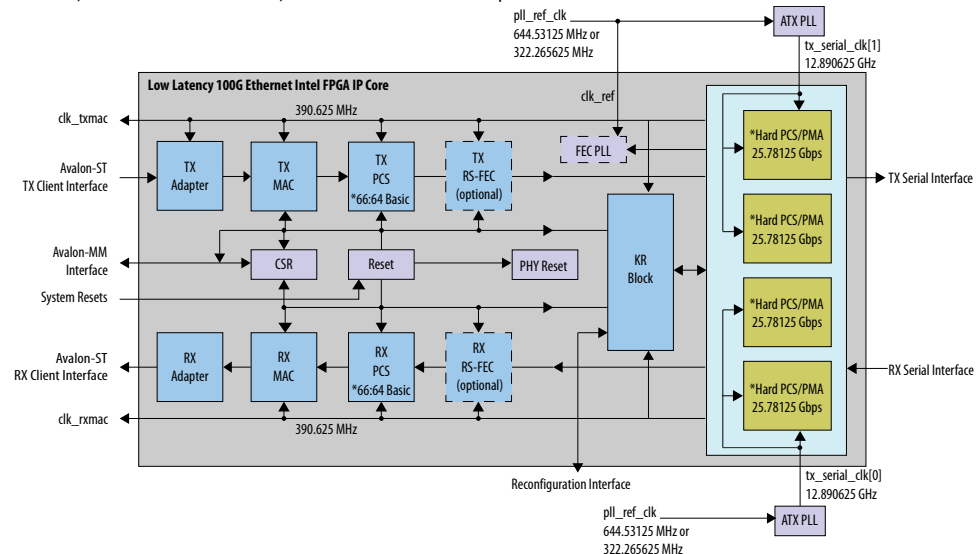 pll_ref_clk
644.53125 MHz or
322.265625 MHz
ATX PLL
tx_serial_clk[1]
12.890625 GHz
Low Latency 100G Ethernet Intel FPGA IP Core
clk_ref
clk_txmac
390.625 MHz
*Hard PCS/PMA
25.78125 Gbps
FEC PLL
Avalon-ST
TX Client Interface
TX
Adapter
TX
MAC
TX
PCS
*66:64 Basic
TX
RS-FEC
(optional)
TX Serial Interface
*Hard PCS/PMA
25.78125 Gbps
Avalon-MM
Interface
CSR
Reset
PHY Reset
KR
Block
System Resets
*Hard PCS/PMA
25.78125 Gbps
Avalon-ST
RX Client Interface
RX
Adapter
RX
MAC
RX
PCS
*66:64 Basic
RX
RS-FEC
(optional)
RX Serial Interface
*Hard PCS/PMA
25.78125 Gbps
clk_rxmac
390.625 MHz
Reconfiguration Interface
tx_serial_clk[0]
12.890625 GHz
pll_ref_clk
644.53125 MHz or
322.265625 MHz
ATX PLL